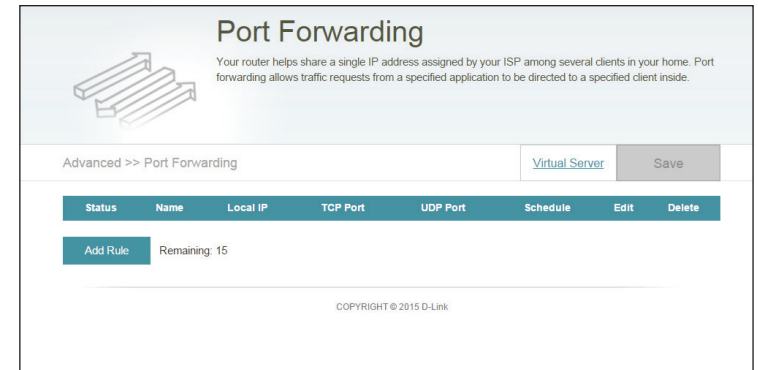 Port Forwarding
Your router helps share a single IP address assigned by your ISP among several clients in your home. Port
forwarding allows traffic requests from a specified application to be directed to a specified client inside.
Advanced >> Port Forwarding
Virtual Server
Save
Status Name Local IP TCP Port UDP Port Schedule Edit Delete
Add Rule Remaining: 15
COPYRIGHT © 2015 D-Link